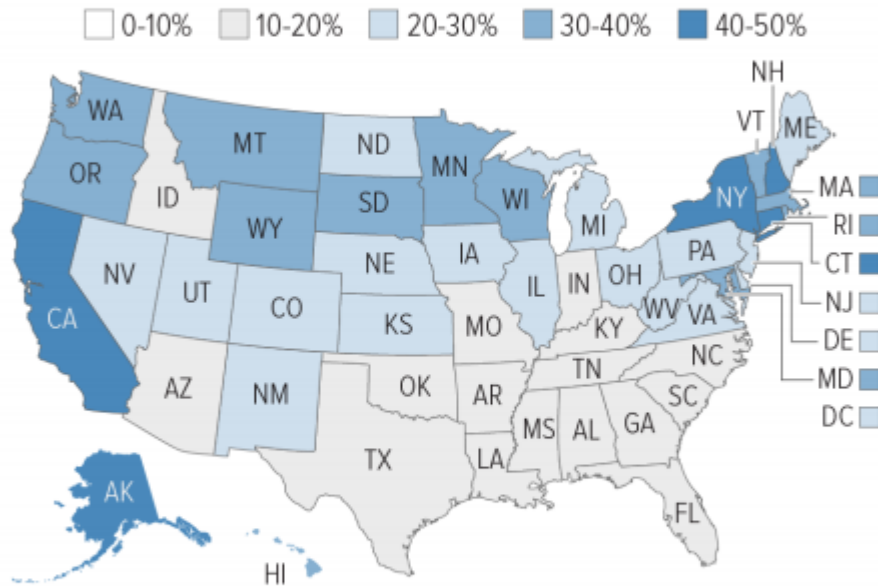 0-10% 10-20% 20-30% 30-40% 40-50%
NH
VT
ME
WA
MT
ND
MN
OR
ID
SD
WI
NY
MA
WY
MI
RI
CT
NV
UT
NE
IA
PA
IL
IN
OH
NJ
CO
WV
VA
CA
KS
MO
KY
DE
AZ
NM
OK
AR
TN
NC
MD
SC
DC
MS
AL
GA
TX
LA
AK
FL
HI